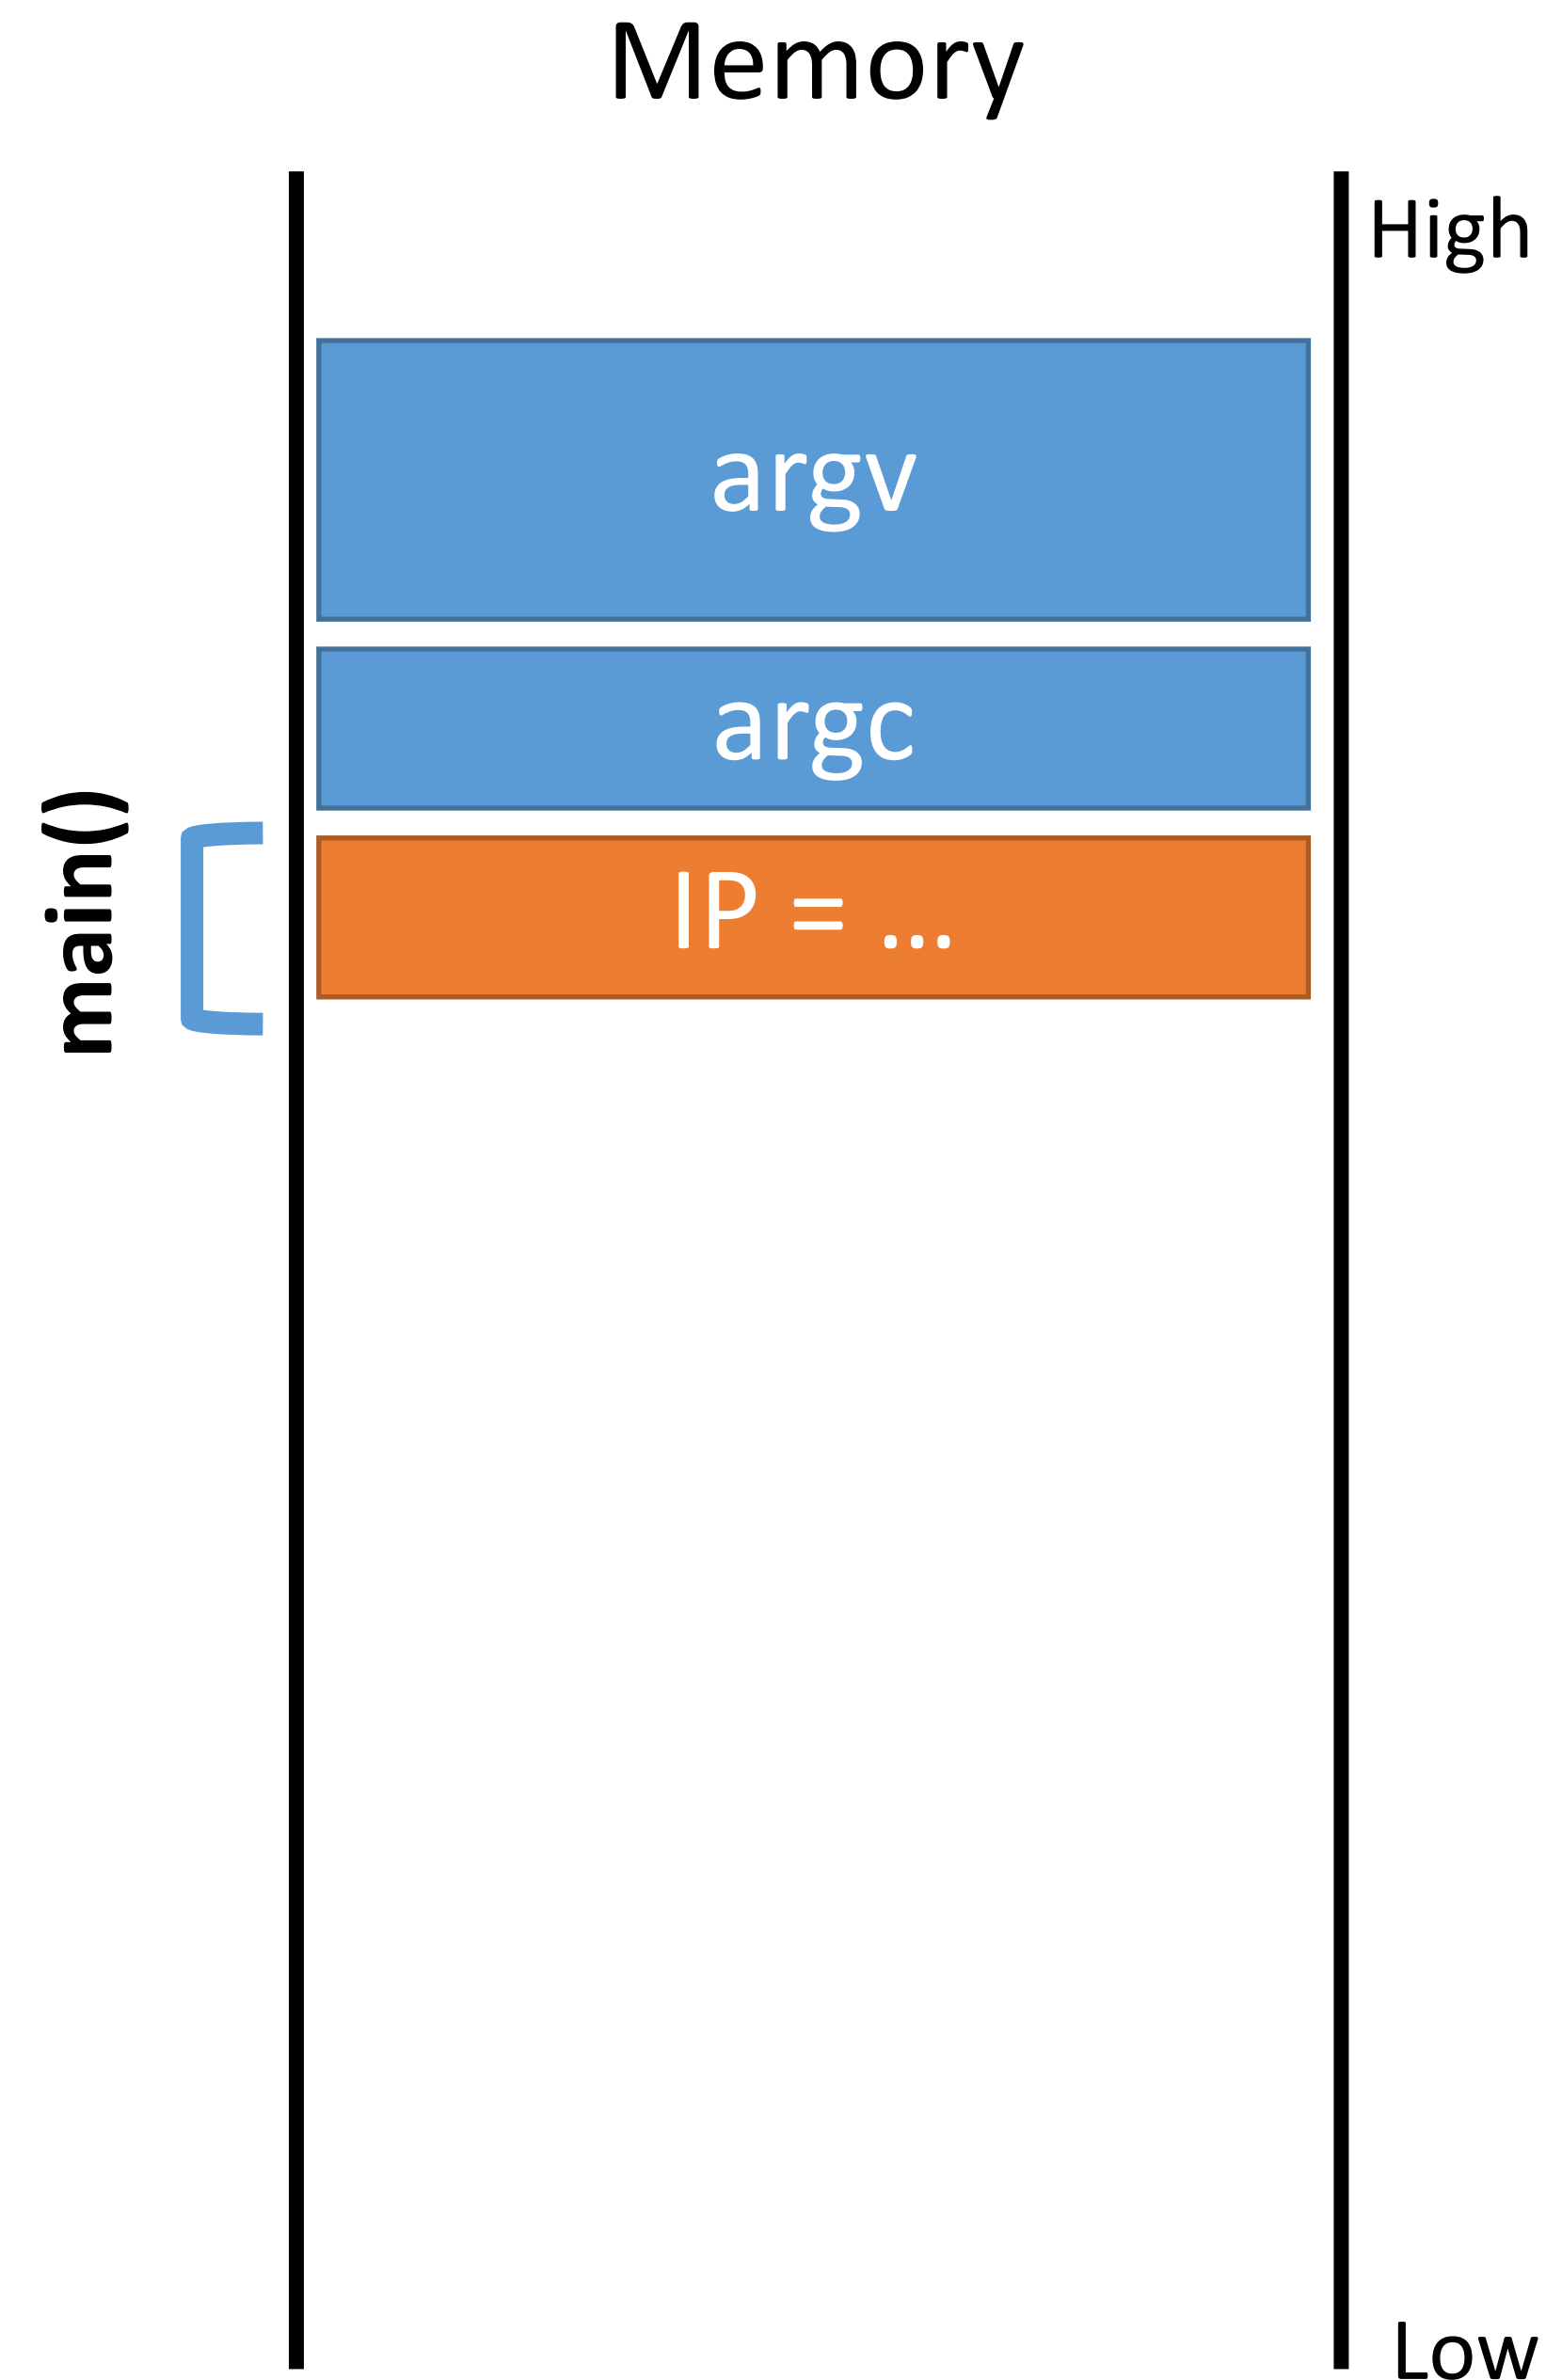 Memory
High
argv
argc
main()
IP = ....
Low